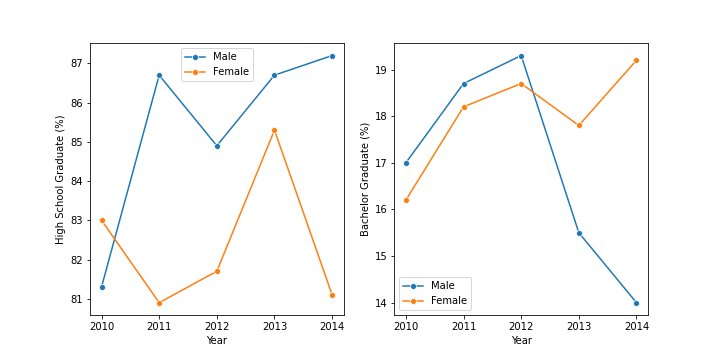 High School Graduate (%)
87
86
85
84
83
82
81
2010 2011 2012 2013 2014
Year
Male
Female
Bachelor Graduate (%)
19
18
17
16
15
14
2010 2011 2012 2013 2014
Year
Male
Female